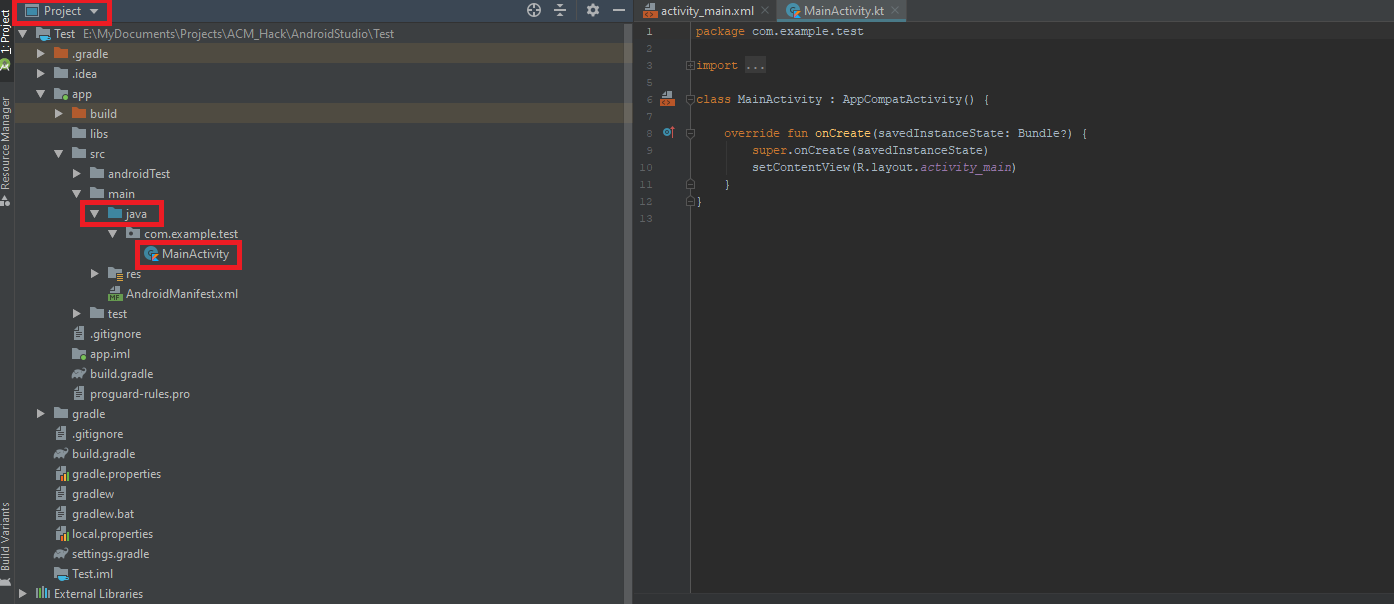 Project
1: Project
Resource Manager
Build Variants
Test E:\MyDocuments\Projects\ACM_Hack\AndroidStudio\Test
.gradle
.idea
app
build
libs
src
androidTest
main
java
com.example.test
MainActivity
res
MF AndroidManifest.xml
test
.gitignore
app.iml
build.gradle
proguard-rules.pro
gradle
.gitignore
build.gradle
gradle.properties
gradlew
gradlew.bat
local.properties
settings.gradle
Test.iml
External Libraries
activity_main.xml MainActivity.kt
1 package com.example.test
2
3 import ...
5
6 class MainActivity : AppCompatActivity() {
7
8 override fun onCreate(savedInstanceState: Bundle?) {
9 super.onCreate(savedInstanceState)
10 setContentView(R.layout.activity_main)
11 }
12 }
13